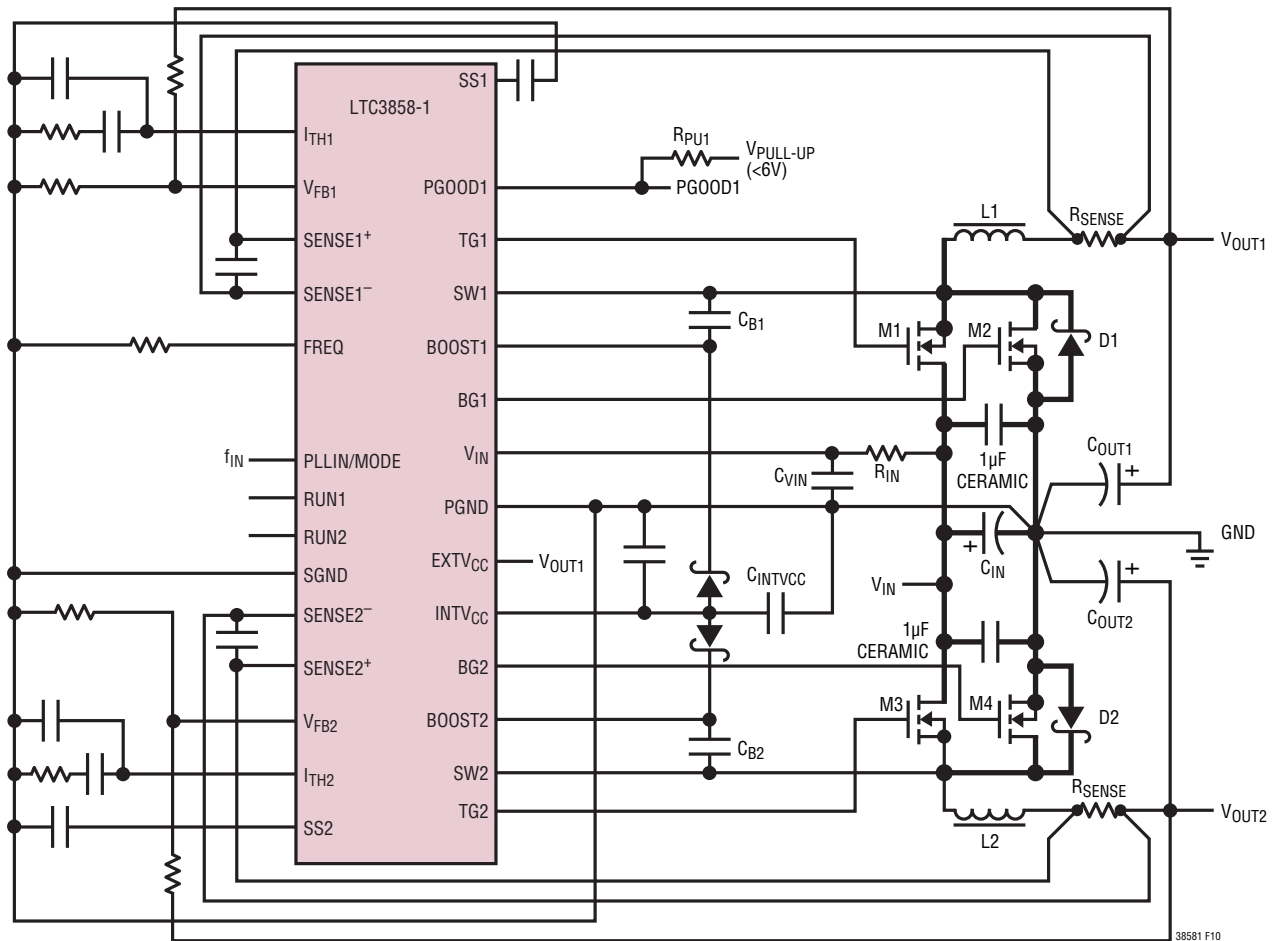 LTC3858-1
SS1
I_TH1
R_PU1
V_PULL-UP
(<6V)
V_FB1
PGOOD1
PGOOD1
L1
R_SENSE
SENSE1+
TG1
V_OUT1
SENSE1–
SW1
C_B1
M1
M2
D1
FREQ
BOOST1
BG1
C_OUT1
f_IN
PLLIN/MODE
V_IN
C_VIN
R_IN
1µF
CERAMIC
RUN1
PGND
RUN2
GND
EXTV_CC
V_OUT1
C_IN
SGND
C_INTVCC
V_IN
SENSE2–
INTV_CC
C_OUT2
1µF
CERAMIC
SENSE2+
BG2
M3
M4
D2
V_FB2
BOOST2
C_B2
I_TH2
SW2
R_SENSE
TG2
V_OUT2
SS2
L2
38581 F10